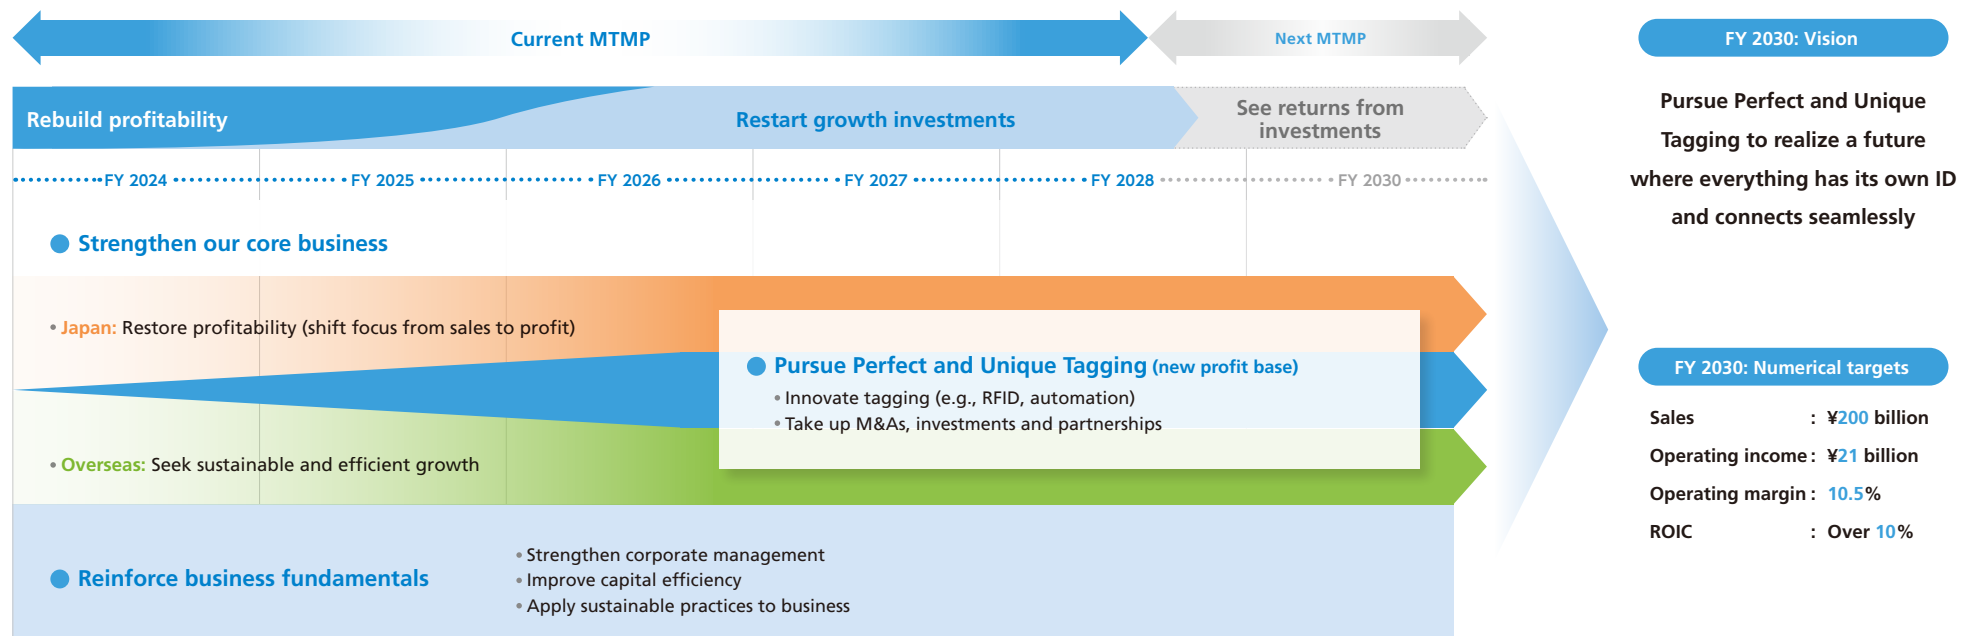 Current MTMP
Next MTMP
Rebuild profitability
Restart growth investments
See returns from
investments
FY 2024
FY 2025
FY 2026
FY 2027
FY 2028
FY 2030
● Strengthen our core business
• Japan: Restore profitability (shift focus from sales to profit)
● Pursue Perfect and Unique Tagging (new profit base)
• Innovate tagging (e.g., RFID, automation)
• Take up M&As, investments and partnerships
• Overseas: Seek sustainable and efficient growth
● Reinforce business fundamentals
• Strengthen corporate management
• Improve capital efficiency
• Apply sustainable practices to business
FY 2030: Vision
Pursue Perfect and Unique
Tagging to realize a future
where everything has its own ID
and connects seamlessly
FY 2030: Numerical targets
Sales : ¥200 billion
Operating income : ¥21 billion
Operating margin : 10.5%
ROIC : Over 10%